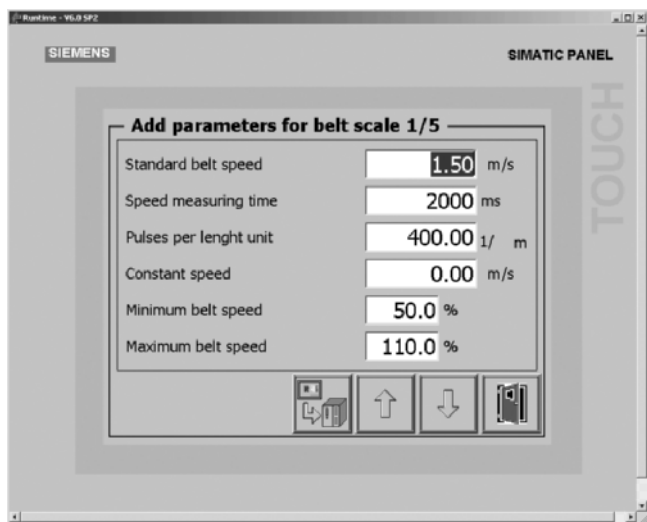 Runtime - V6.0 SP2
SIEMENS
SIMATIC PANEL
TOUCH
Add parameters for belt scale 1/5
Standard belt speed 1.50 m/s
Speed measuring time 2000 ms
Pulses per lenght unit 400.00 1/ m
Constant speed 0.00 m/s
Minimum belt speed 50.0 %
Maximum belt speed 110.0 %